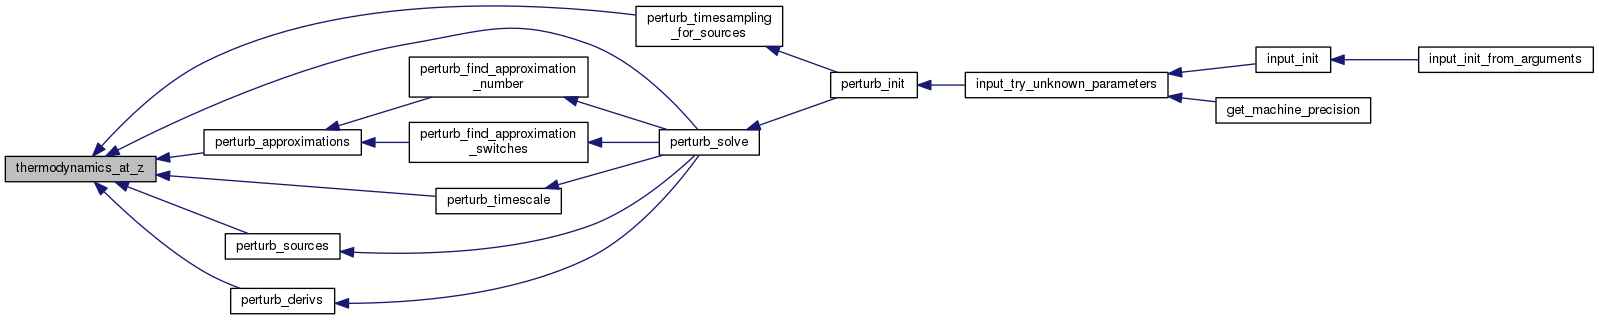 thermodynamics_at_z
perturb_timesampling
_for_sources
perturb_find_approximation
_number
perturb_approximations
perturb_find_approximation
_switches
perturb_timescale
perturb_sources
perturb_derivs
perturb_solve
perturb_init
input_try_unknown_parameters
input_init
get_machine_precision
input_init_from_arguments